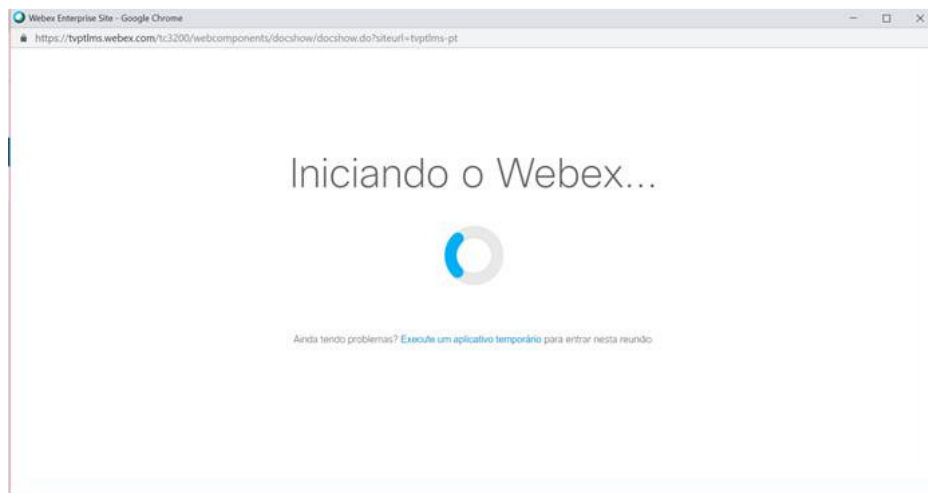 Webex Enterprise Site - Google Chrome
https://tvptlms.webex.com/tc3200/webcomponents/docshow/docshow.do?siteurl=tvptlms-pt
Iniciando o Webex...
Ainda tendo problemas? Execute um aplicativo temporário para entrar nesta reunião